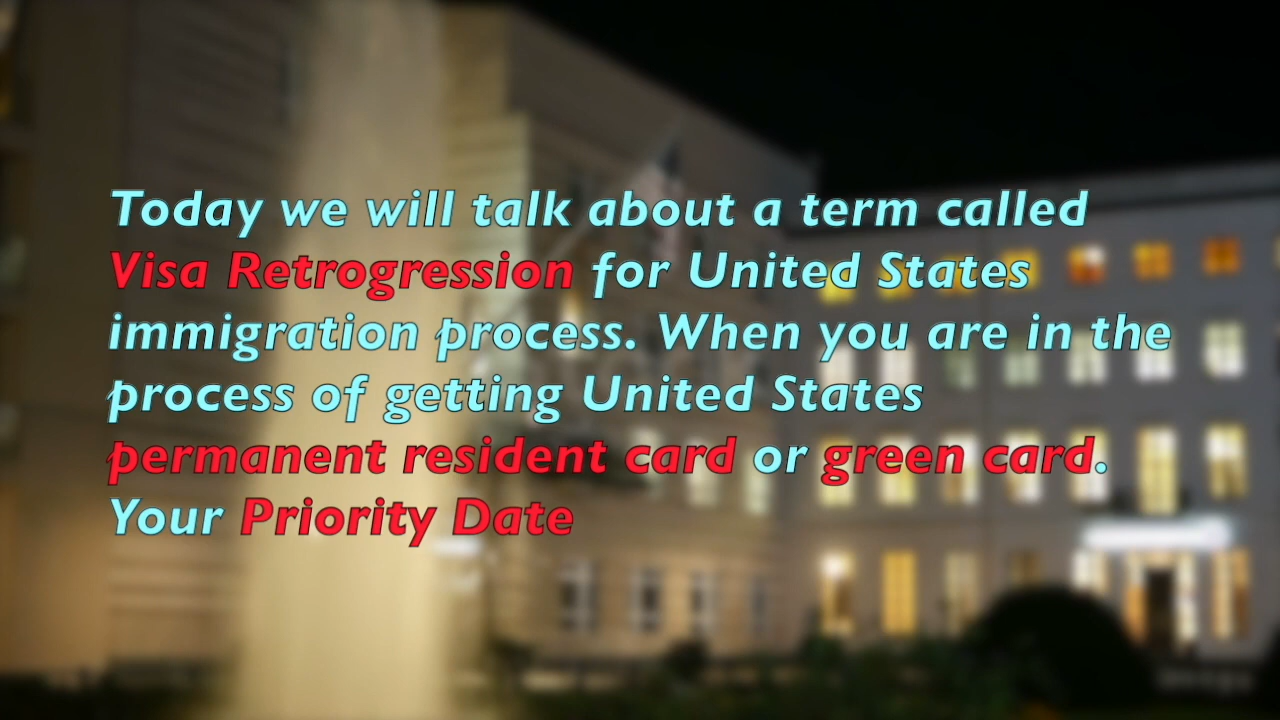 Today we will talk about a term called
Visa Retrogression for United States
immigration process. When you are in the
process of getting United States
permanent resident card or green card.
Your Priority Date